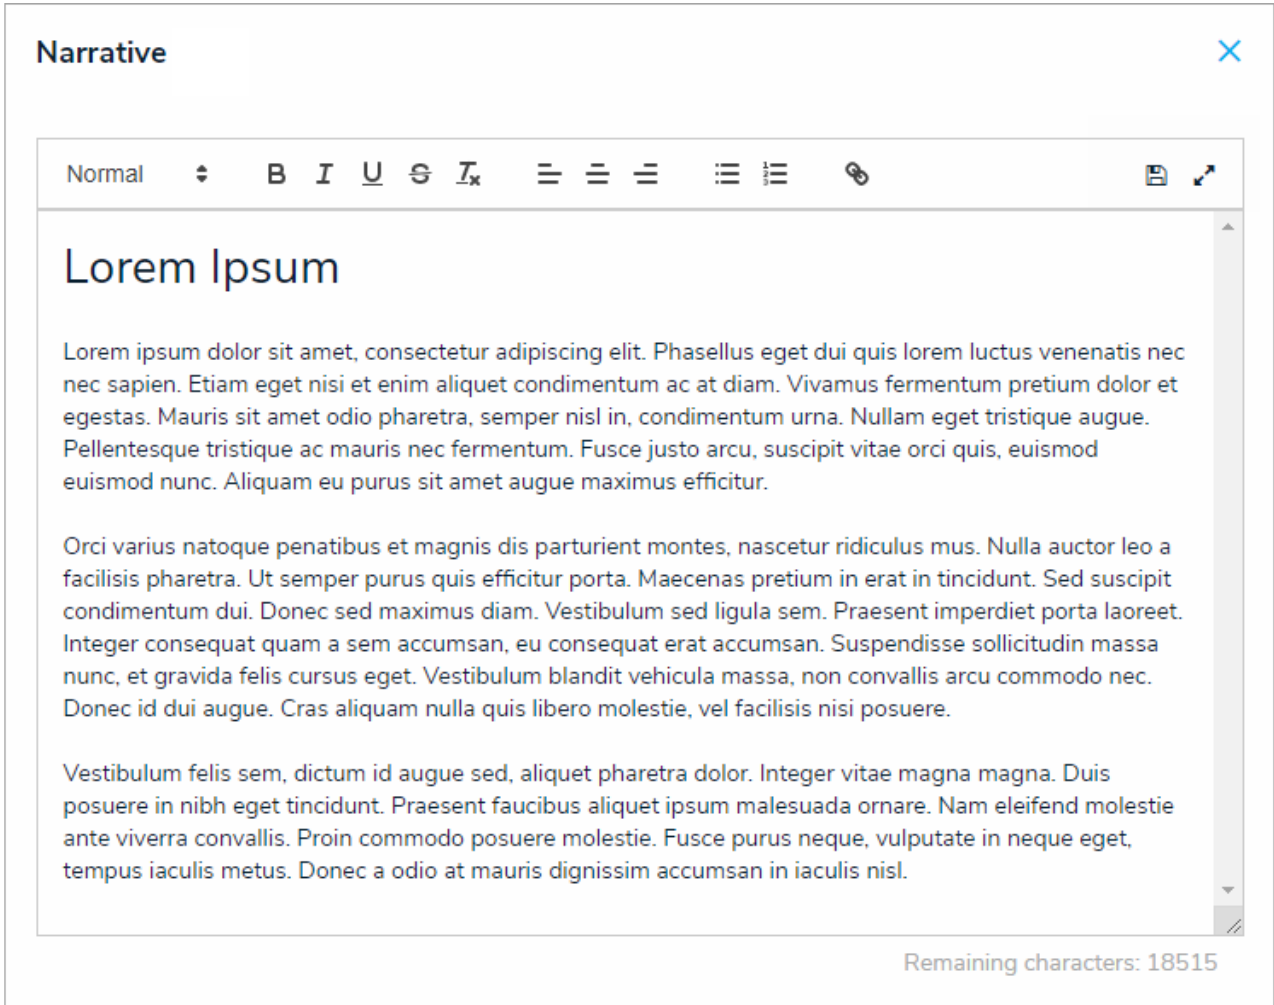 Narrative
Normal
Lorem Ipsum
Lorem ipsum dolor sit amet, consectetur adipiscing elit. Phasellus eget dui quis lorem luctus venenatis nec
nec sapien. Etiam eget nisi et enim aliquet condimentum ac at diam. Vivamus fermentum pretium dolor et
egestas. Mauris sit amet odio pharetra, semper nisl in, condimentum urna. Nullam eget tristique augue.
Pellentesque tristique ac mauris nec fermentum. Fusce justo arcu, suscipit vitae orci quis, euismod
euismod nunc. Aliquam eu purus sit amet augue maximus efficitur.
Orci varius natoque penatibus et magnis dis parturient montes, nascetur ridiculus mus. Nulla auctor leo a
facilisis pharetra. Ut semper purus quis efficitur porta. Maecenas pretium in erat in tincidunt. Sed suscipit
condimentum dui. Donec sed maximus diam. Vestibulum sed ligula sem. Praesent imperdiet porta laoreet.
Integer consequat quam a sem accumsan, eu consequat erat accumsan. Suspendisse sollicitudin massa
nunc, et gravida felis cursus eget. Vestibulum blandit vehicula massa, non convallis arcu commodo nec.
Donec id dui augue. Cras aliquam nulla quis libero molestie, vel facilisis nisi posuere.
Vestibulum felis sem, dictum id augue sed, aliquet pharetra dolor. Integer vitae magna magna. Duis
posuere in nibh eget tincidunt. Praesent faucibus aliquet ipsum malesuada ornare. Nam eleifend molestie
ante viverra convallis. Proin commodo posuere molestie. Fusce purus neque, vulputate in neque eget,
tempus iaculis metus. Donec a odio at mauris dignissim accumsan in iaculis nisl.
Remaining characters: 18515